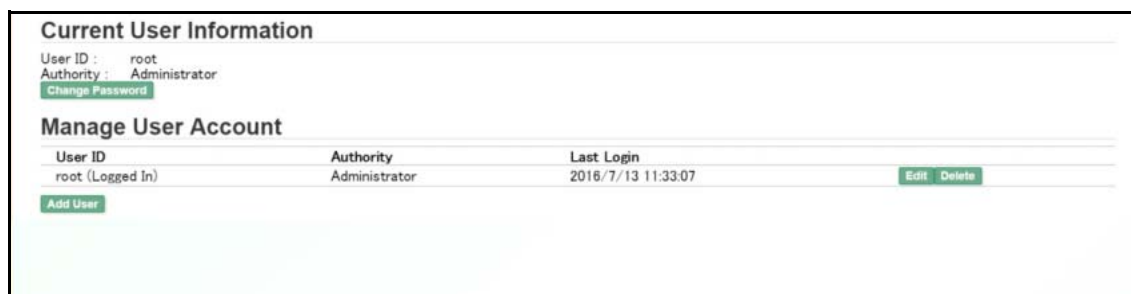 Current User Information
User ID : root
Authority : Administrator
Change Password
Manage User Account
User ID Authority Last Login
root (Logged In) Administrator 2016/7/13 11:33:07 Edit Delete
Add User